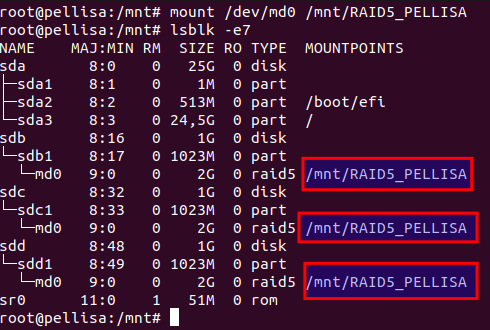 root@pellisa:/mnt# mount /dev/md0 /mnt/RAID5_PELLISA
root@pellisa:/mnt# lsblk -e7
NAME MAJ:MIN RM SIZE RO TYPE MOUNTPOINTS
sda 8:0 0 25G 0 disk
├─sda1 8:1 0 1M 0 part
├─sda2 8:2 0 513M 0 part /boot/efi
└─sda3 8:3 0 24,5G 0 part /
sdb 8:16 0 1G 0 disk
└─sdb1 8:17 0 1023M 0 part
└─md0 9:0 0 2G 0 raid5 /mnt/RAID5_PELLISA
sdc 8:32 0 1G 0 disk
└─sdc1 8:33 0 1023M 0 part
└─md0 9:0 0 2G 0 raid5 /mnt/RAID5_PELLISA
sdd 8:48 0 1G 0 disk
└─sdd1 8:49 0 1023M 0 part
└─md0 9:0 0 2G 0 raid5 /mnt/RAID5_PELLISA
sr0 11:0 1 51M 0 rom
root@pellisa:/mnt#